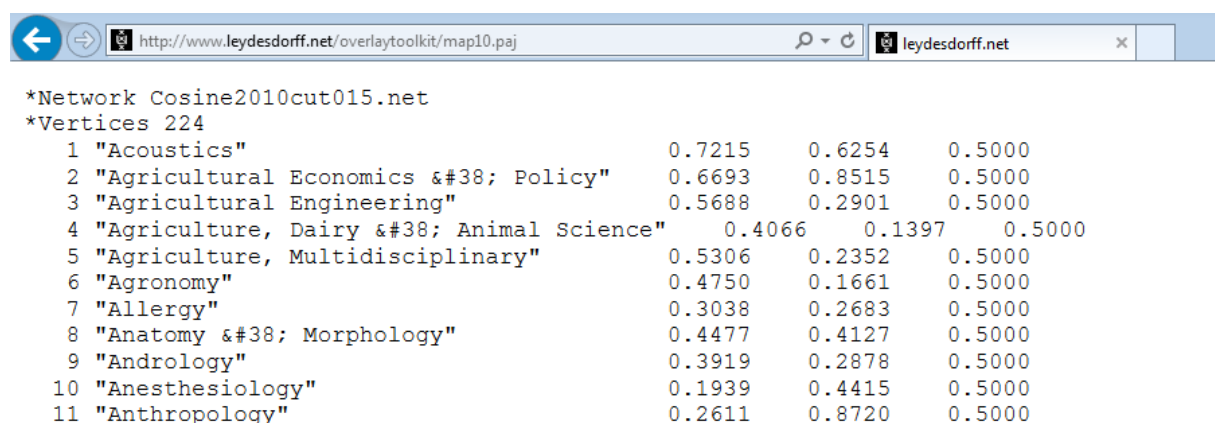 http://www.leydesdorff.net/overlaytoolkit/map10.paj leydesdorff.net
*Network Cosine2010cut015.net
*Vertices 224
1 "Acoustics" 0.7215 0.6254 0.5000
2 "Agricultural Economics &#38; Policy" 0.6693 0.8515 0.5000
3 "Agricultural Engineering" 0.5688 0.2901 0.5000
4 "Agriculture, Dairy &#38; Animal Science" 0.4066 0.1397 0.5000
5 "Agriculture, Multidisciplinary" 0.5306 0.2352 0.5000
6 "Agronomy" 0.4750 0.1661 0.5000
7 "Allergy" 0.3038 0.2683 0.5000
8 "Anatomy &#38; Morphology" 0.4477 0.4127 0.5000
9 "Andrology" 0.3919 0.2878 0.5000
10 "Anesthesiology" 0.1939 0.4415 0.5000
11 "Anthropology" 0.2611 0.8720 0.5000